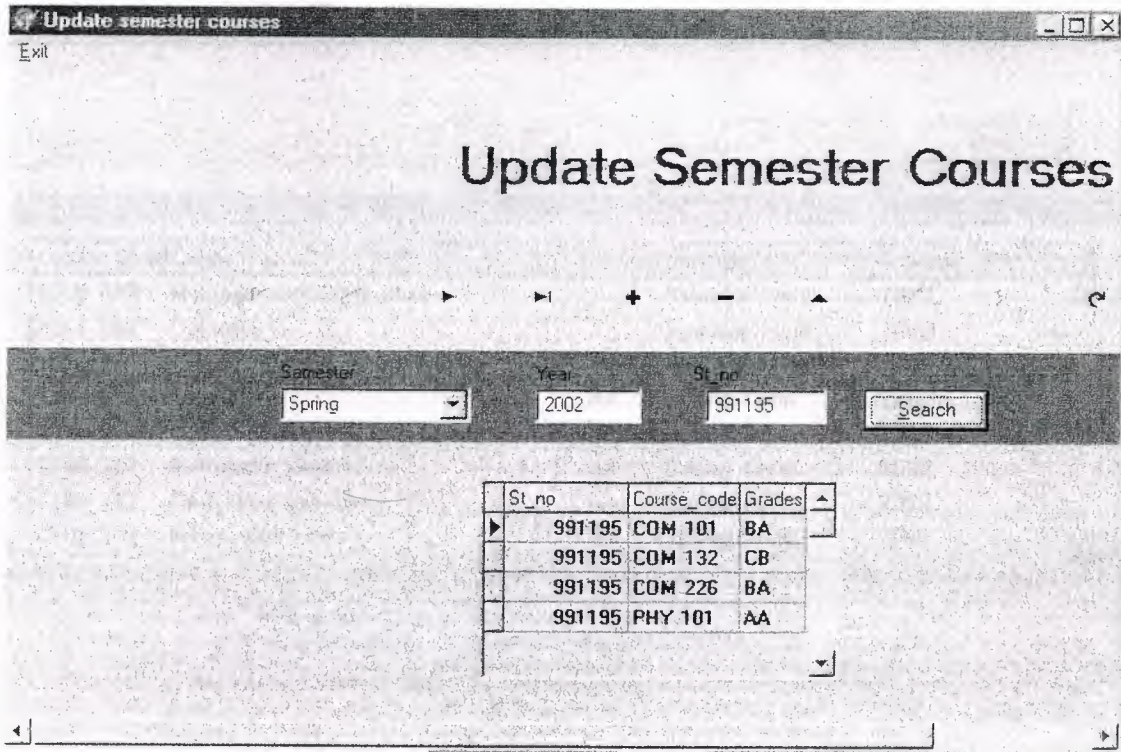 Update semester courses
Exit
Update Semester Courses
Semester Year St_no
Spring 2002 991195 Search
St_no Course_code Grades
991195 COM 101 BA
991195 COM 132 CB
991195 COM 226 BA
991195 PHY 101 AA